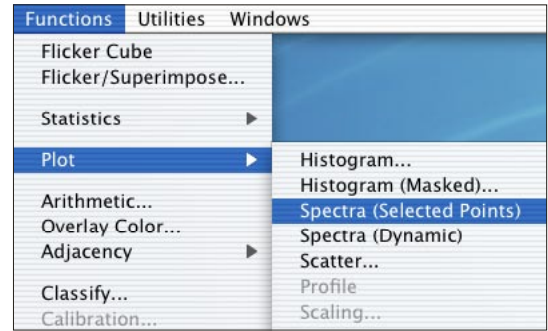 Functions Utilities Windows
Flicker Cube
Flicker/Superimpose...
Statistics
Plot
Arithmetic...
Overlay Color...
Adjacency
Classify...
Calibration...
Histogram...
Histogram (Masked)...
Spectra (Selected Points)
Spectra (Dynamic)
Scatter...
Profile
Scaling...